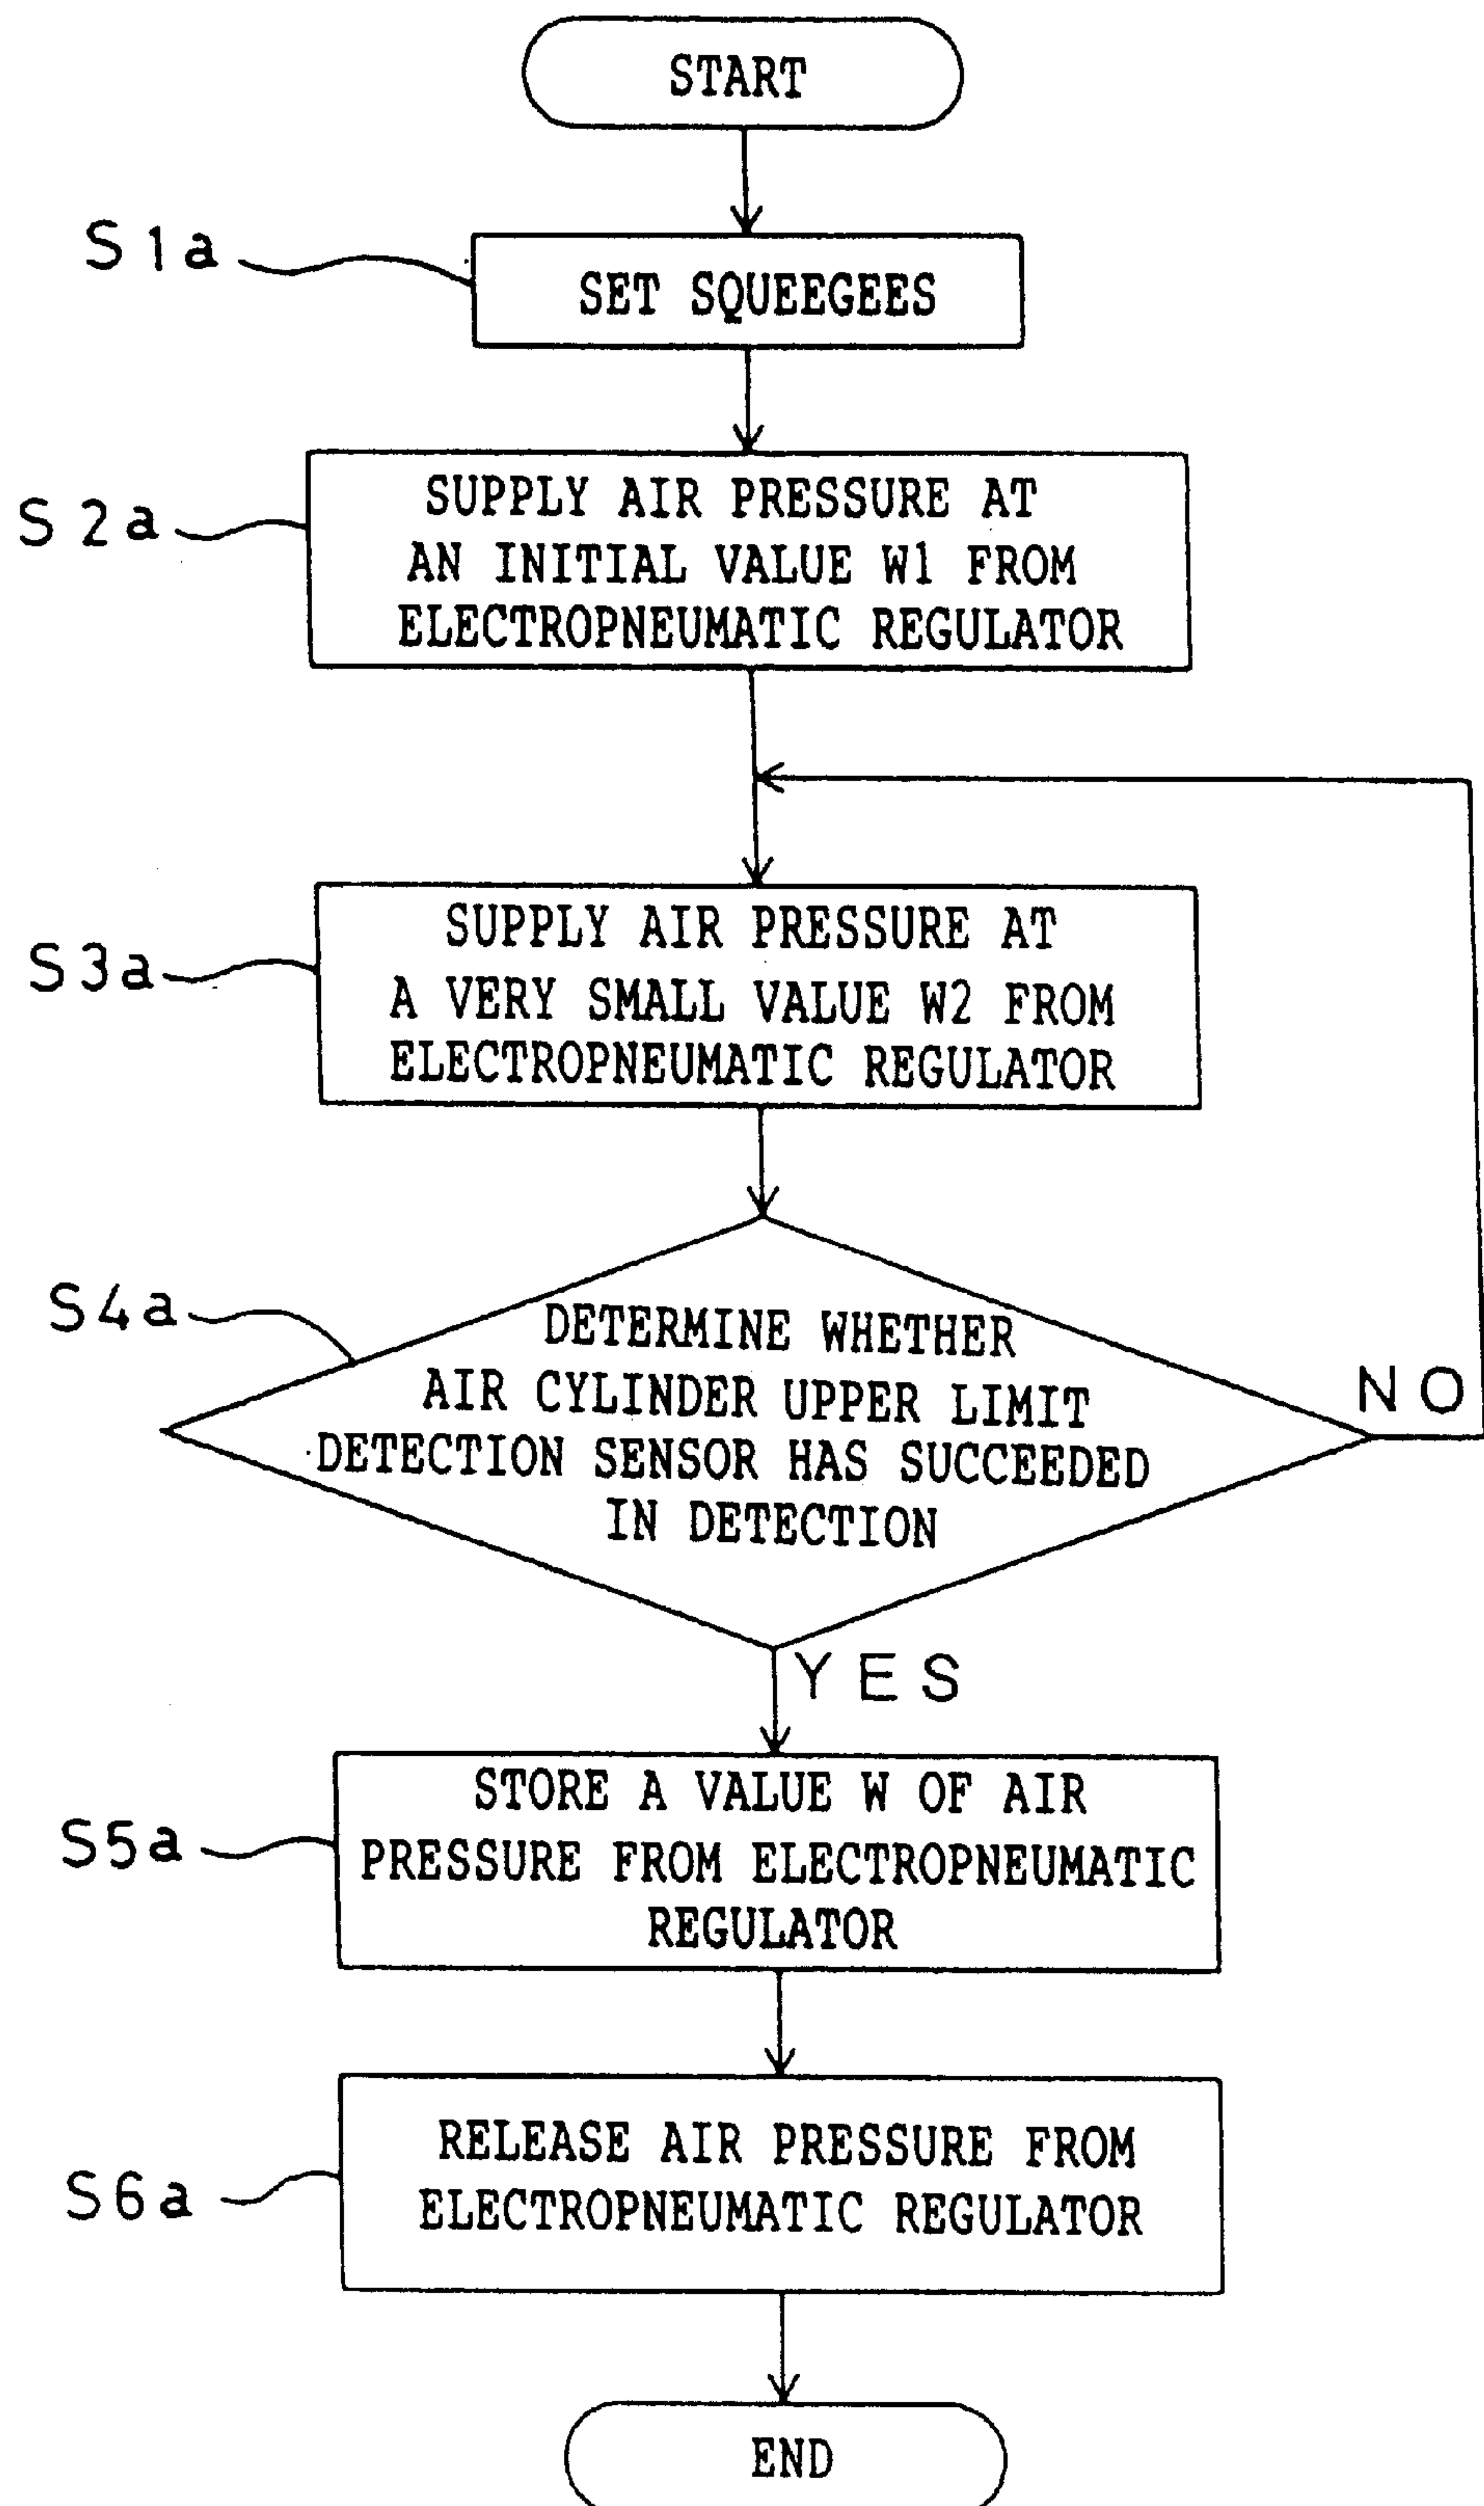 START
S1a
SET SQUEEGEES
S2a
SUPPLY AIR PRESSURE AT
AN INITIAL VALUE W1 FROM
ELECTROPNEUMATIC REGULATOR
S3a
SUPPLY AIR PRESSURE AT
A VERY SMALL VALUE W2 FROM
ELECTROPNEUMATIC REGULATOR
S4a
DETERMINE WHETHER
AIR CYLINDER UPPER LIMIT
DETECTION SENSOR HAS SUCCEEDED
IN DETECTION
NO
YES
S5a
STORE A VALUE W OF AIR
PRESSURE FROM ELECTROPNEUMATIC
REGULATOR
S6a
RELEASE AIR PRESSURE FROM
ELECTROPNEUMATIC REGULATOR
END